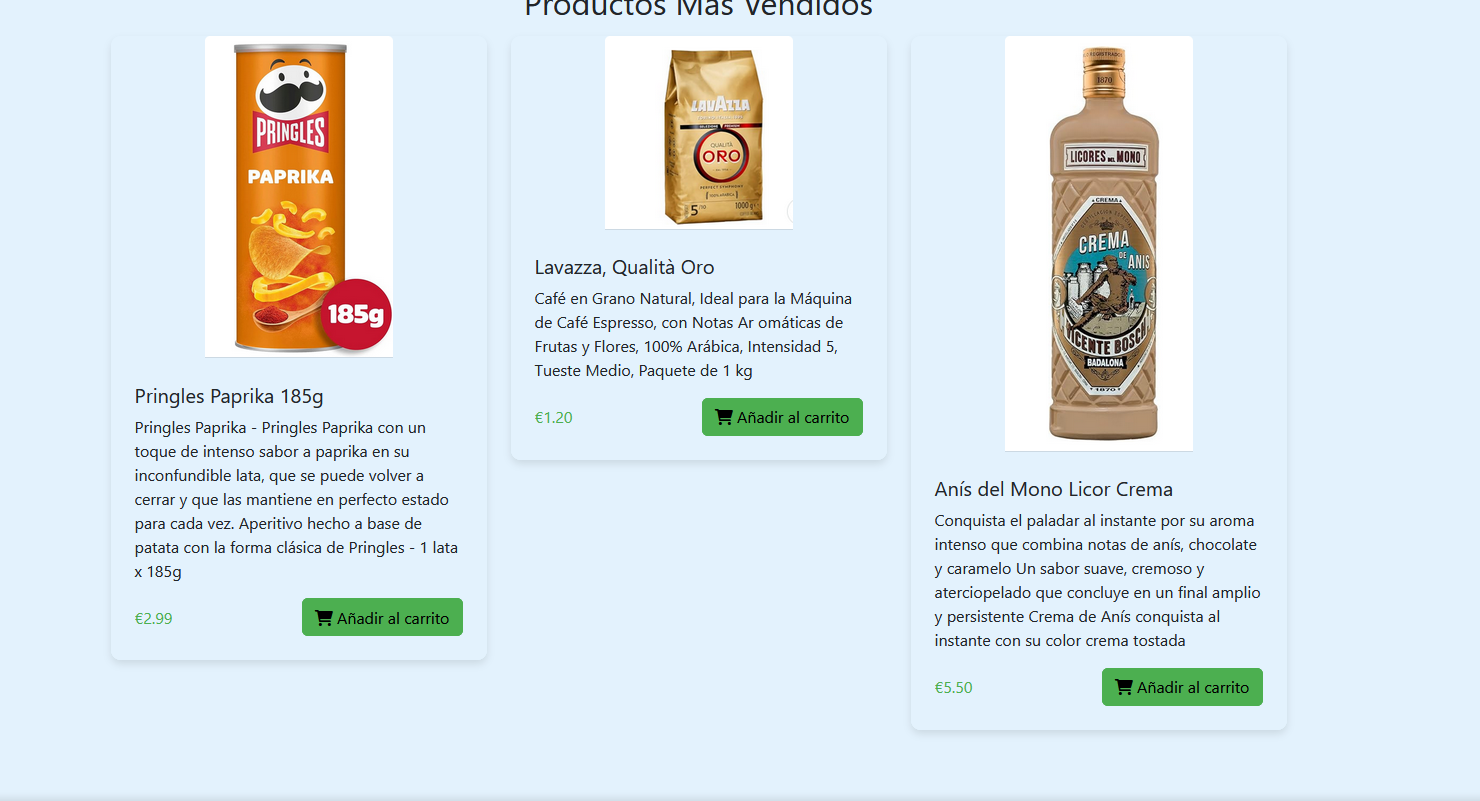 Productos Más Vendidos
PRINGLES
PAPRIKA
185g
Pringles Paprika 185g
Pringles Paprika - Pringles Paprika con un
toque de intenso sabor a paprika en su
inconfundible lata, que se puede volver a
cerrar y que las mantiene en perfecto estado
para cada vez. Aperitivo hecho a base de
patata con la forma clásica de Pringles - 1 lata
x 185g
€2.99
Añadir al carrito
LAVAZZA
QUALITÀ
ORO
PERFECT SYMPHONY
5/10
1000 g
Lavazza, Qualità Oro
Café en Grano Natural, Ideal para la Máquina
de Café Espresso, con Notas Ar omáticas de
Frutas y Flores, 100% Arábica, Intensidad 5,
Tueste Medio, Paquete de 1 kg
€1.20
Añadir al carrito
1870
LICORES DEL MONO
CREMA
CREMA
DE ANIS
VICENTE BOSCH
BADALONA
1870
Anís del Mono Licor Crema
Conquista el paladar al instante por su aroma
intenso que combina notas de anís, chocolate
y caramelo Un sabor suave, cremoso y
aterciopelado que concluye en un final amplio
y persistente Crema de Anís conquista al
instante con su color crema tostada
€5.50
Añadir al carrito